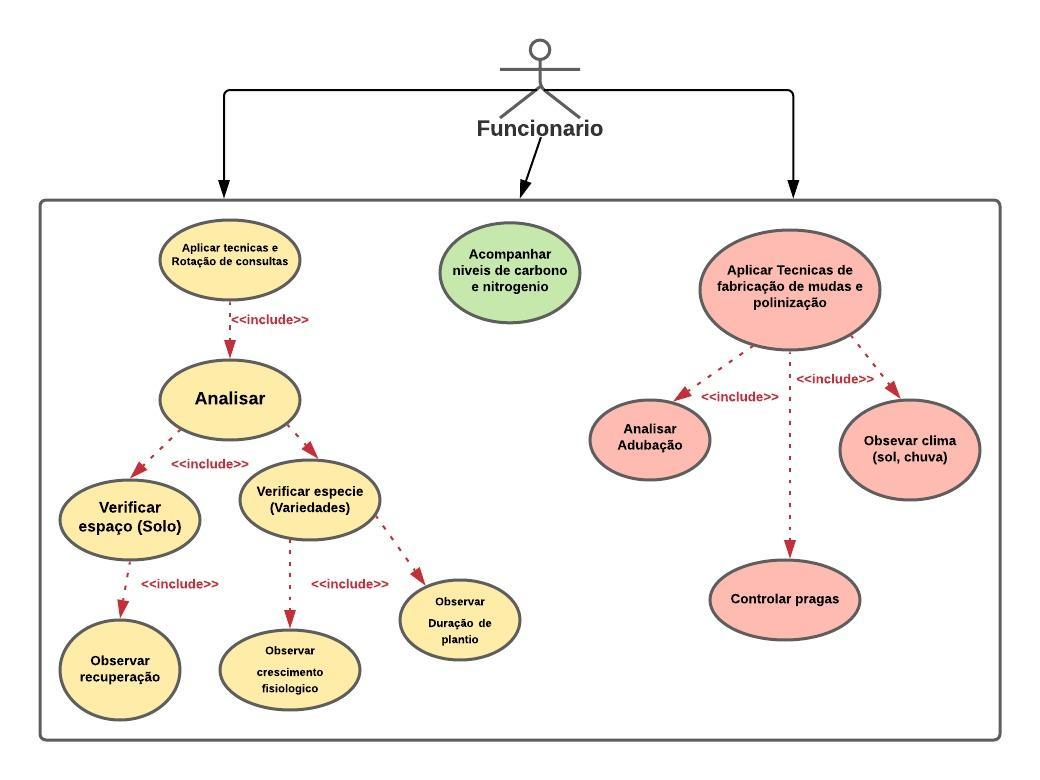 Funcionario
Aplicar tecnicas e
Rotação de consultas
<<include>>
Analisar
<<include>>
Verificar
espaço (Solo)
Verificar especie
(Variedades)
<<include>>
<<include>>
Observar
recuperação
Observar
crescimento
fisiologico
Observar
Duração de
plantio
Acompanhar
niveis de carbono
e nitrogenio
Aplicar Tecnicas de
fabricação de mudas e
polinização
<<include>>
<<include>>
Analisar
Adubação
Obsevar clima
(sol, chuva)
Controlar pragas